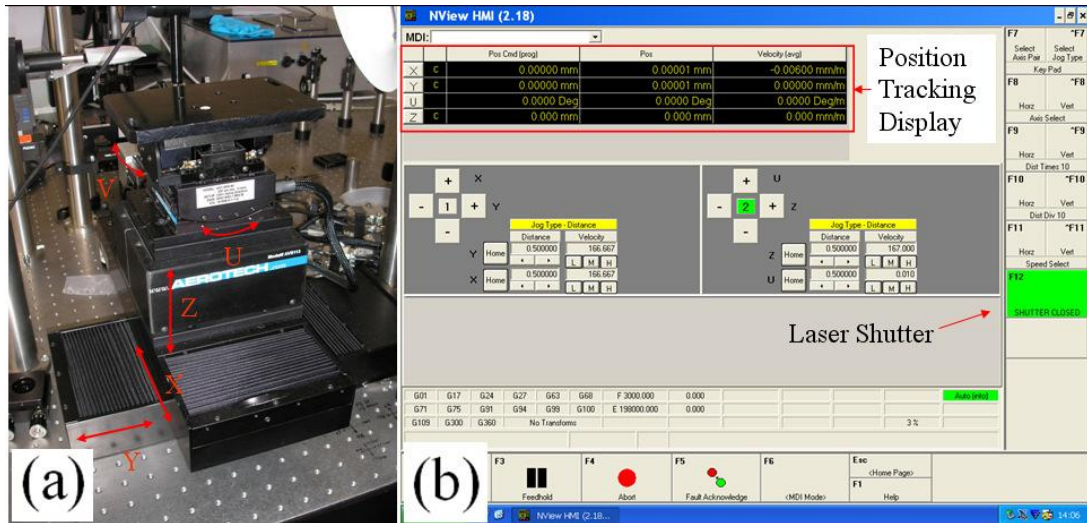 AEROTECH
V
U
Z
X
Y
(a)
NView HMI (2.18)
MDI:
Pos Cmd (prog) Pos Velocity (avg)
X C 0.00000 mm 0.00001 mm -0.00600 mm/m
Y C 0.00000 mm 0.00001 mm 0.00000 mm/m
U 0.0000 Deg 0.0000 Deg 0.0000 Deg/m
Z C 0.000 mm 0.000 mm 0.000 mm/m
Position
Tracking
Display
+ X
- 1 + Y
-
Jog Type - Distance
Distance Velocity
Y Home 0.500000 166.667
L M H
X Home 0.500000 166.667
L M H
+ U
- 2 + Z
-
Jog Type - Distance
Distance Velocity
Z Home 0.500000 167.000
L M H
U Home 0.500000 0.010
L M H
Laser Shutter
F7 ^F7
Select Select
Axis Pair Jog Type
Key Pad
F8 ^F8
Horz Vert
Axis Select
F9 ^F9
Horz Vert
Dist Times 10
F10 ^F10
Horz Vert
Dist Div 10
F11 ^F11
Horz Vert
Speed Select
F12
SHUTTER CLOSED
G01 G17 G24 G27 G63 G68 F 3000.000 0.000 Auto (Info)
G71 G75 G91 G94 G99 G100 E 198000.000 0.000
G109 G300 G360 No Transforms 3 %
(b)
F3 F4 F5 F6 Esc
<Home Page>
F1
Feedhold Abort Fault Acknowledge <MDI Mode> Help
NView HMI (2.18...
14:06